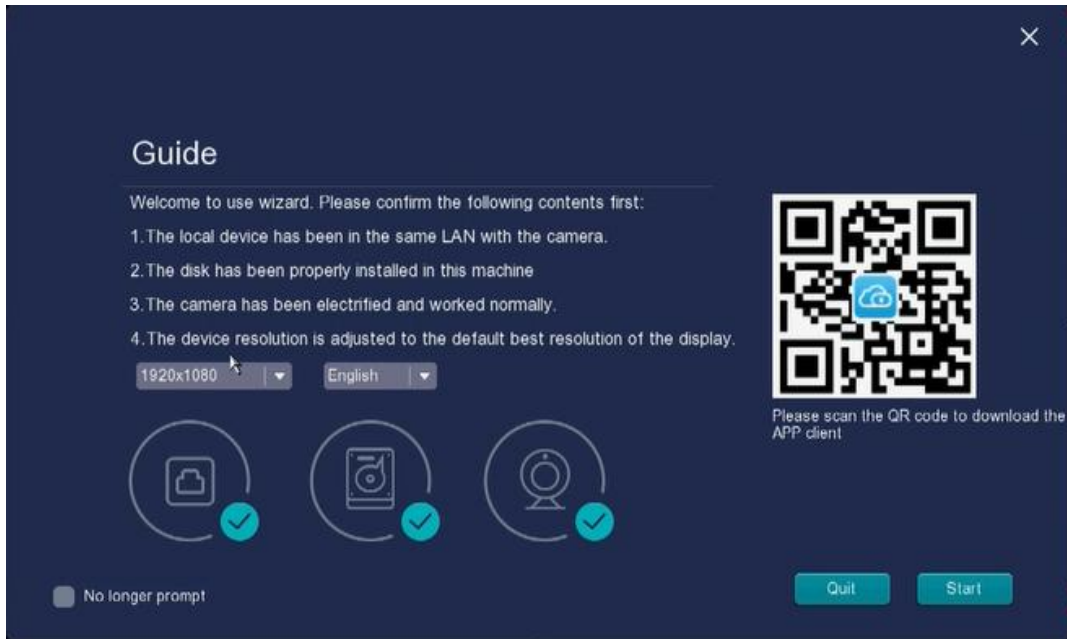 Guide
Welcome to use wizard. Please confirm the following contents first:
1.The local device has been in the same LAN with the camera.
2.The disk has been properly installed in this machine
3.The camera has been electrified and worked normally.
4.The device resolution is adjusted to the default best resolution of the display.
1920x1080
English
Please scan the QR code to download the
APP client
No longer prompt
Quit
Start